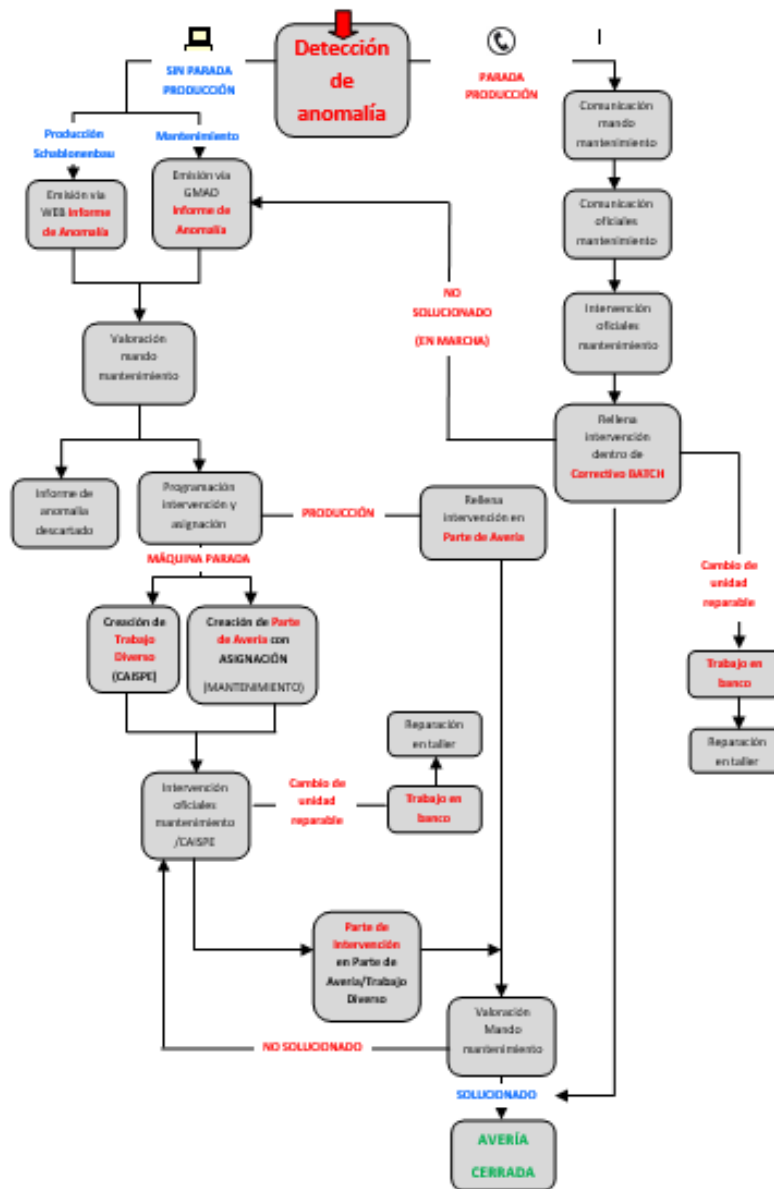 Detección
de
anomalía
SIN PARADA
PRODUCCIÓN
PARADA
PRODUCCIÓN
Comunicación
mando
mantenimiento
Producción
Schablonenbau
Mantenimiento
Emisión via
WEB Informe
de Anomalía
Emisión via
GMAO
Informe de
Anomalía
Comunicación
oficiales
mantenimiento
NO
SOLUCIONADO
(EN MARCHA)
Intervención
oficiales
mantenimiento
Valoración
mando
mantenimiento
Rellena
intervención
dentro de
Correctivo BATCH
Informe de
anomalía
descartado
Programación
intervención y
asignación
PRODUCCIÓN
Rellena
intervención en
Parte de Avería
MÁQUINA PARADA
Cambio de
unidad
reparable
Creación de
Trabajo
Diverso
(CAISPE)
Creación de Parte
de Avería con
ASIGNACIÓN
(MANTENIMIENTO)
Trabajo en
banco
Reparación
en taller
Reparación
en taller
Intervención
oficiales
mantenimiento
/CAISPE
Cambio de
unidad
reparable
Trabajo en
banco
Parte de
Intervención
en Parte de
Avería/Trabajo
Diverso
Valoración
Mando
mantenimiento
NO SOLUCIONADO
SOLUCIONADO
AVERÍA
CERRADA